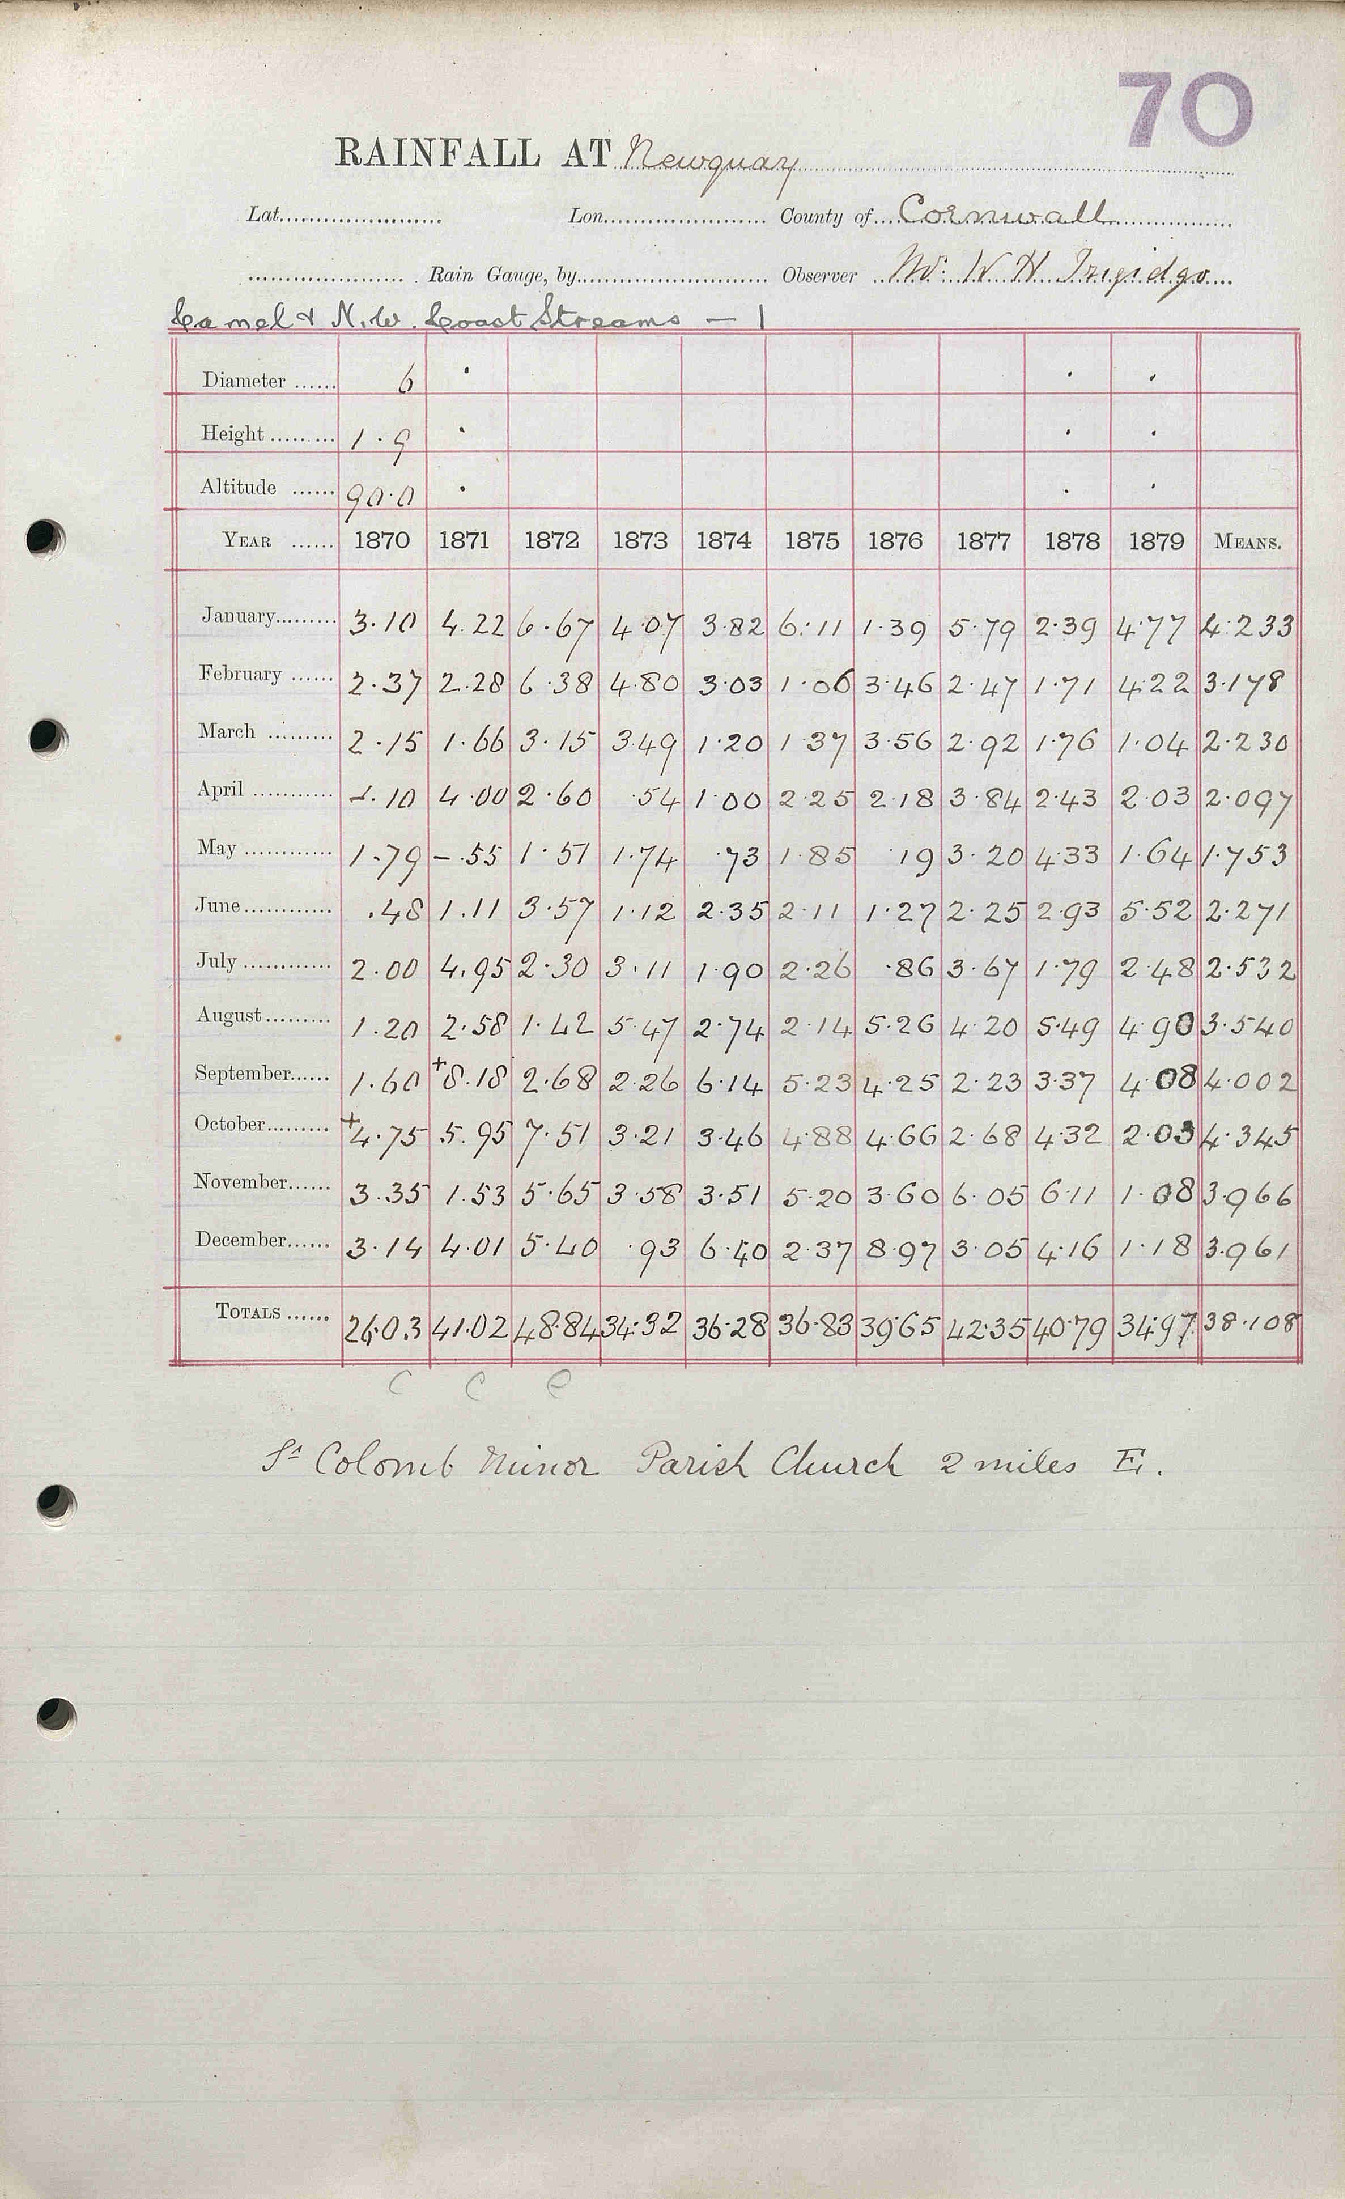 70
RAINFALL AT Newquay
Lat. Lon. County of Cornwall
Rain Gauge, by Observer Mr. W H
Camel & N.W. Coast Streams - 1
Diameter 6 · · ·
Height 1.9 · · ·
Altitude 90.0 · · ·
YEAR 1870 1871 1872 1873 1874 1875 1876 1877 1878 1879 MEANS.
January 3.10 4.22 6.67 4.07 3.82 6.11 1.39 5.79 2.39 4.77 4.233
February 2.37 2.28 6.38 4.80 3.03 1.06 3.46 2.47 1.71 4.22 3.178
March 2.15 1.66 3.15 3.49 1.20 1.37 3.56 2.92 1.76 1.04 2.230
April 4.00 2.60 .54 1.00 2.25 2.18 3.84 2.43 2.03 2.097
May 1.79 - .55 1.51 1.74 .73 1.85 .19 3.20 4.33 1.64 1.753
June .48 1.11 3.57 1.12 2.35 2.11 1.27 2.25 2.93 5.52 2.271
July 2.00 4.95 2.30 3.11 1.90 2.26 .86 3.67 1.79 2.48 2.532
August 1.20 2.58 1.42 5.47 2.74 2.14 5.26 4.20 5.49 4.90 3.540
September 1.60 +8.18 2.68 2.26 6.14 5.23 4.25 2.23 3.37 4.08 4.002
October +4.75 5.95 7.51 3.21 3.46 4.88 4.66 2.68 4.32 2.03 4.345
November 3.35 1.53 5.65 3.58 3.51 5.20 3.60 6.05 6.11 1.08 3.966
December 3.14 4.01 5.40 .93 6.40 2.37 8.97 3.05 4.16 1.18 3.961
TOTALS 26.03 41.02 48.84 34.32 36.28 36.83 39.65 42.35 40.79 34.97 38.108
C C C
St Colomb Minor Parish Church 2 miles E.